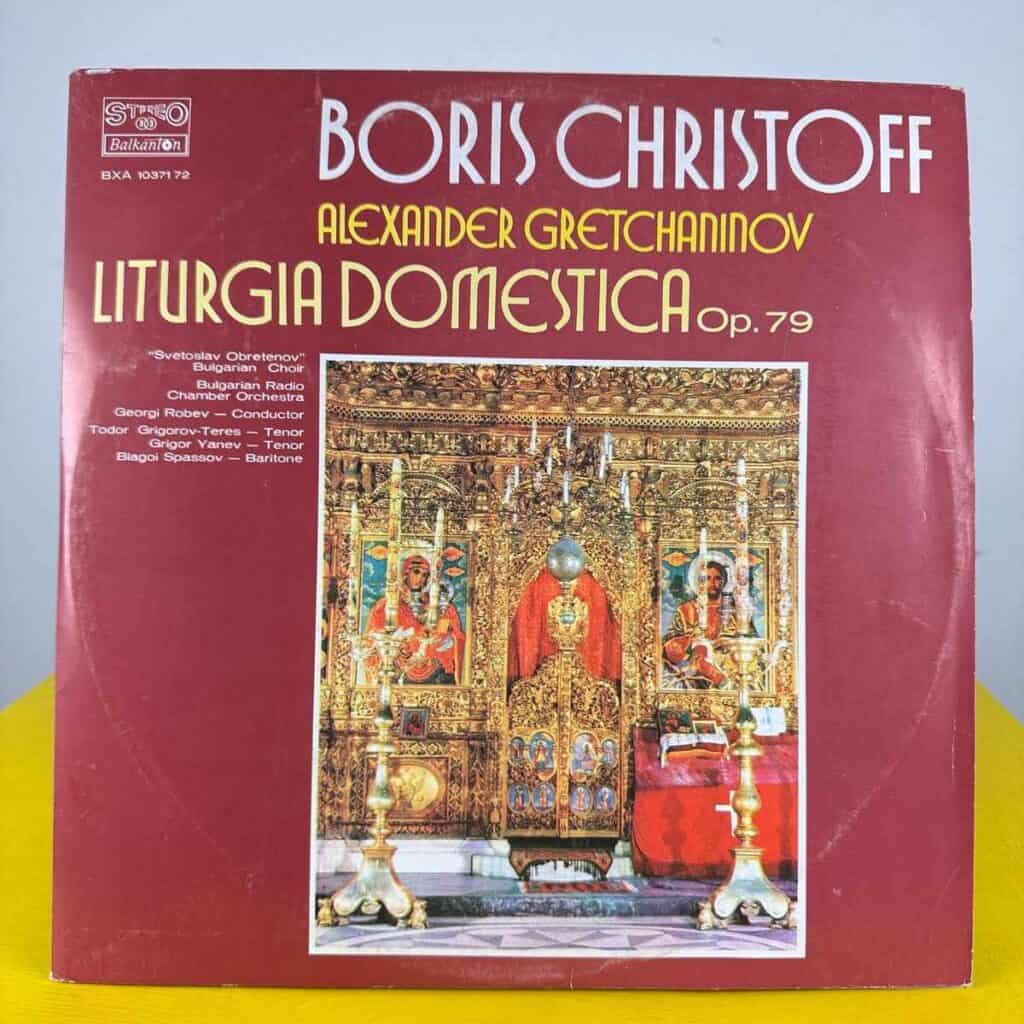 STEREO
Balkanton
BXA 10371 72
BORIS CHRISTOFF
ALEXANDER GRETCHANINOV
LITURGIA DOMESTICA Op. 79
"Svetoslav Obretenov"
Bulgarian Choir
Bulgarian Radio
Chamber Orchestra
Georgi Robev — Conductor
Todor Grigorov-Teres — Tenor
Grigor Yanev — Tenor
Blagoi Spassov — Baritone